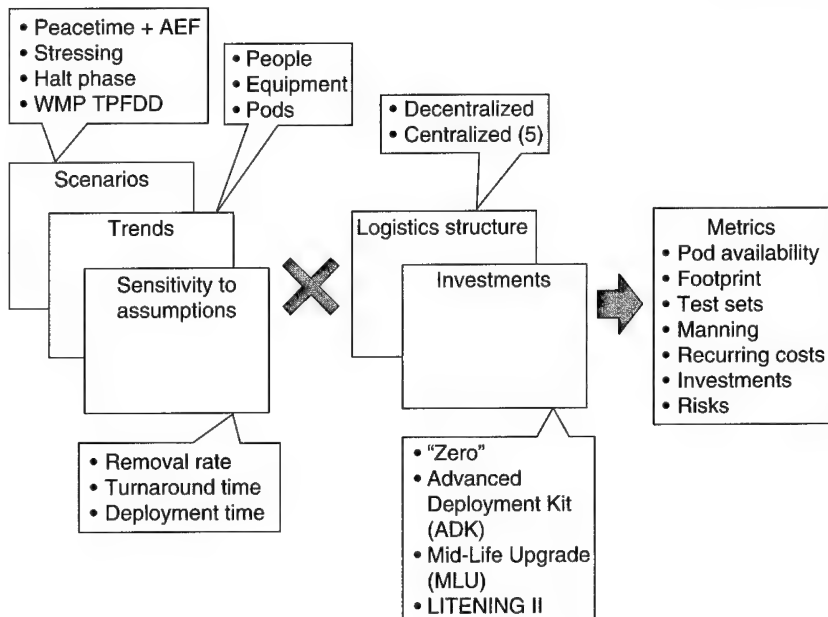 • Peacetime + AEF
• Stressing
• Halt phase
• WMP TPFDD
• People
• Equipment
• Pods
• Decentralized
• Centralized (5)
Scenarios
Trends
Sensitivity to
assumptions
Logistics structure
Investments
Metrics
• Pod availability
• Footprint
• Test sets
• Manning
• Recurring costs
• Investments
• Risks
• Removal rate
• Turnaround time
• Deployment time
• “Zero”
• Advanced
Deployment Kit
(ADK)
• Mid-Life Upgrade
(MLU)
• LITENING II